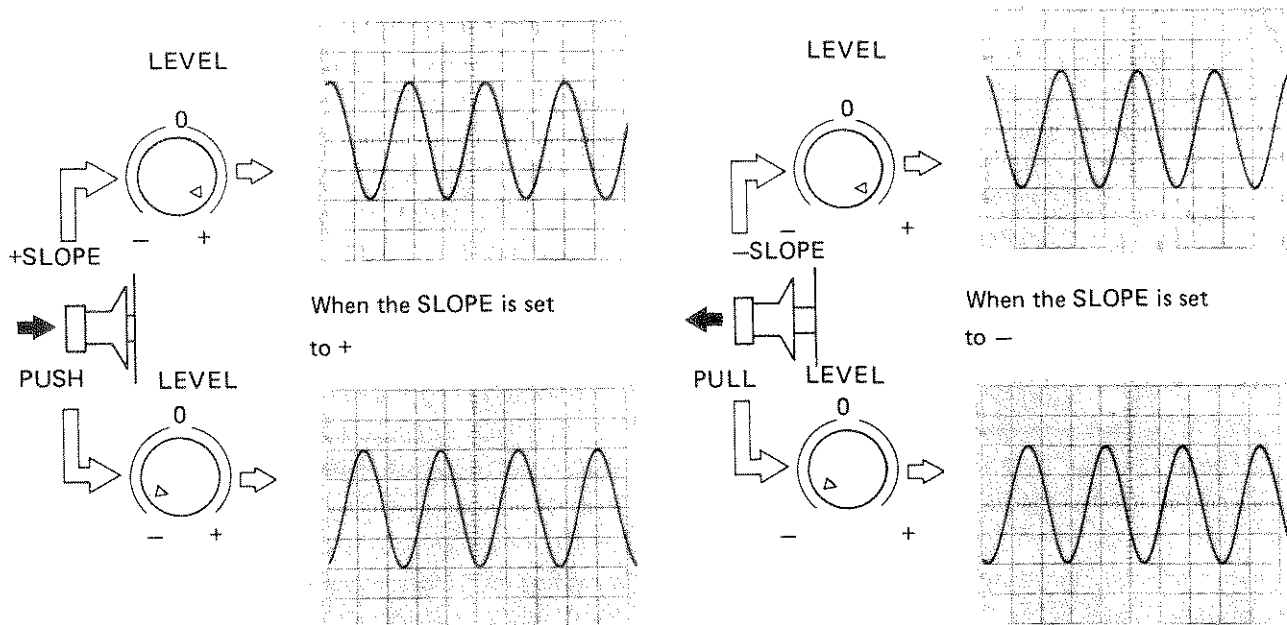 LEVEL
0
− +
+SLOPE
PUSH
When the SLOPE is set
to +
LEVEL
0
− +
LEVEL
0
− +
−SLOPE
PULL
When the SLOPE is set
to −
LEVEL
0
− +